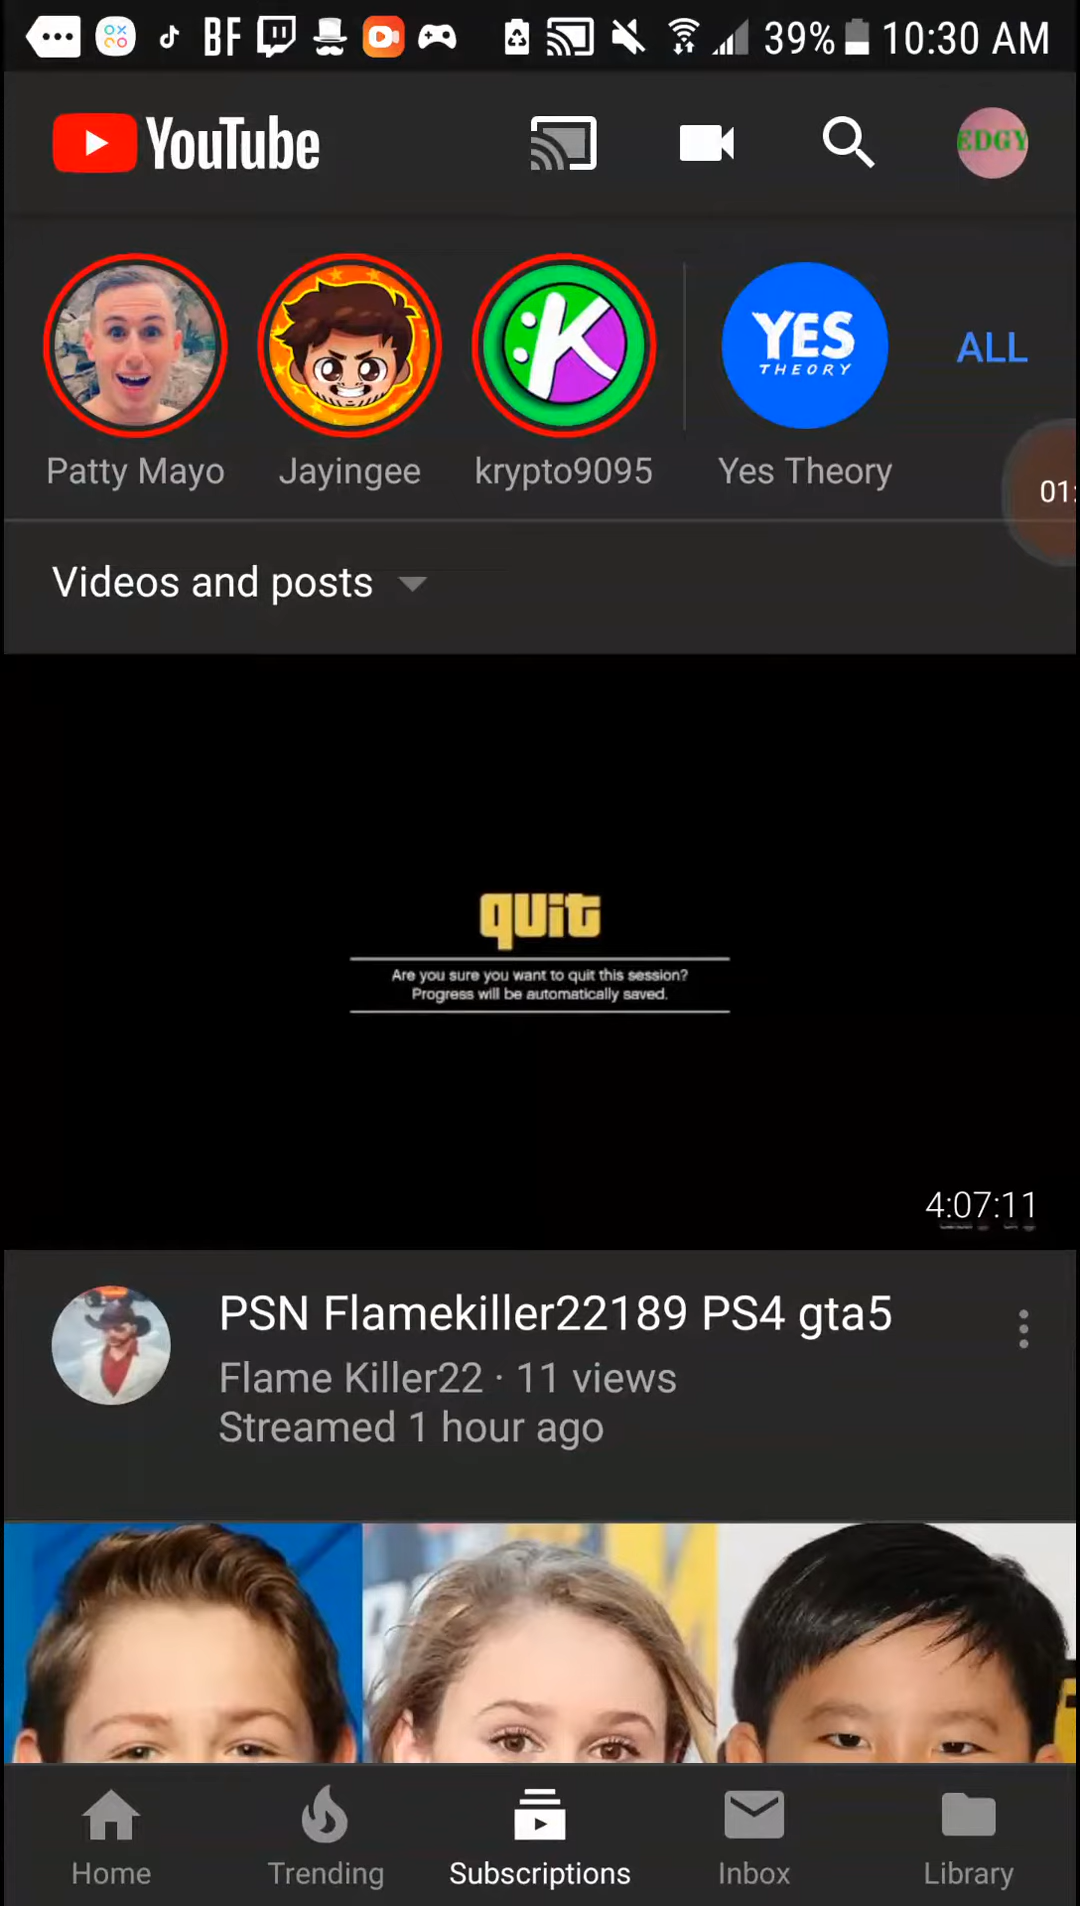 BF 39% 10:30 AM
YouTube
EDGY
K
YES
THEORY
ALL
Patty Mayo Jayingee krypto9095 Yes Theory
01:
Videos and posts
quit
Are you sure you want to quit this session?
Progress will be automatically saved.
4:07:11
PSN Flamekiller22189 PS4 gta5
Flame Killer22 · 11 views
Streamed 1 hour ago
Home Trending Subscriptions Inbox Library